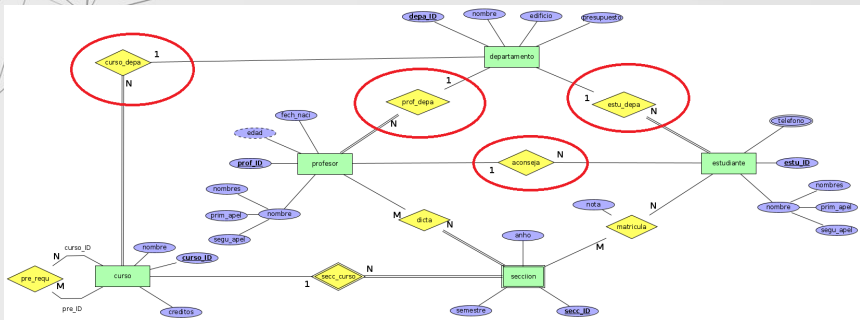 depa_ID
nombre
edificio
presupuesto
departamento
curso_depa
1
N
1
prof_depa
N
1
estu_depa
N
fech_naci
edad
prof_ID
profesor
aconseja
1
N
estudiante
telefono
estu_ID
nombres
nombre
prim_apel
segu_apel
nombres
prim_apel
nombre
segu_apel
M
dicta
N
nota
matricula
N
M
anho
curso_ID
nombre
curso_ID
N
pre_requ
M
pre_ID
curso
creditos
secc_curso
1
N
secciion
semestre
secc_ID